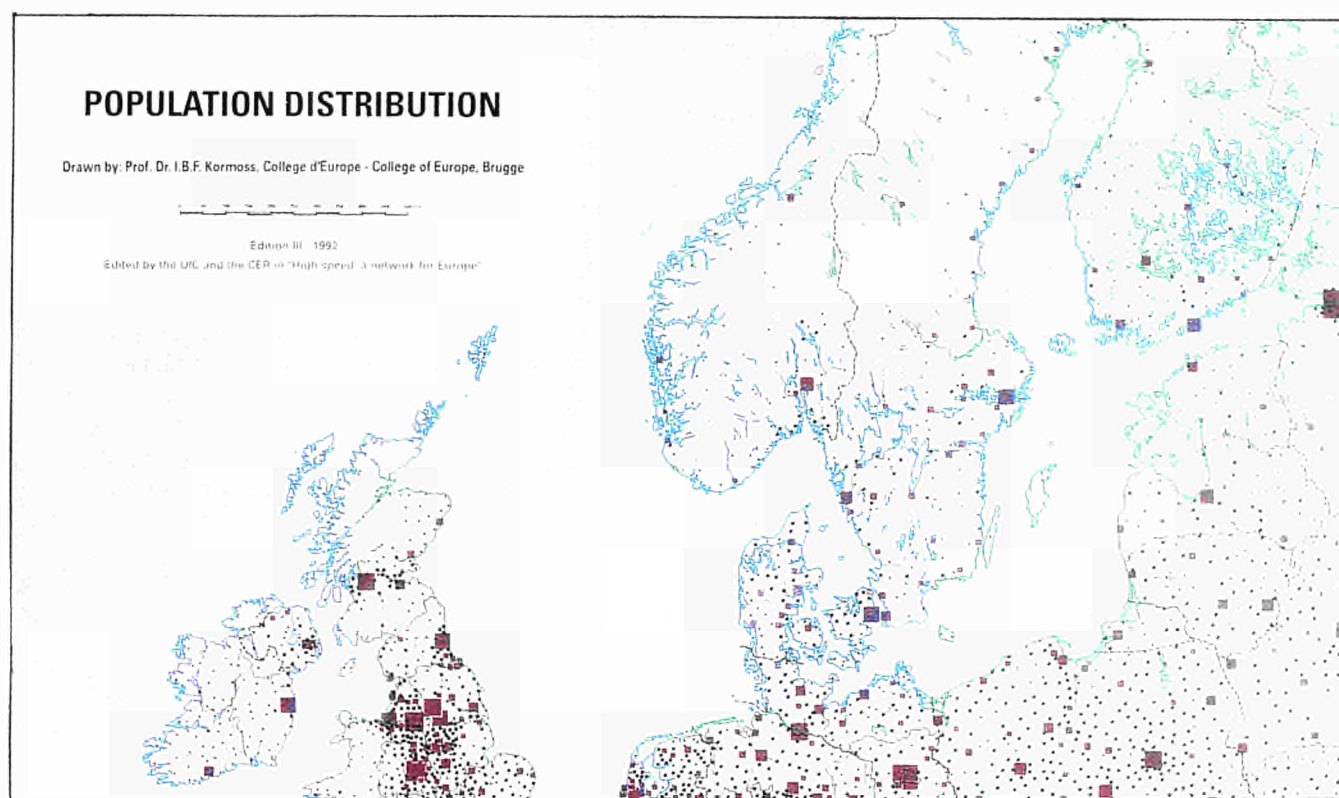 POPULATION DISTRIBUTION
Drawn by: Prof. Dr. I.B.F. Kormoss, College d'Europe - College of Europe, Brugge
Edition III 1992
Edited by the UIC and the CER in "High speed: a network for Europe"